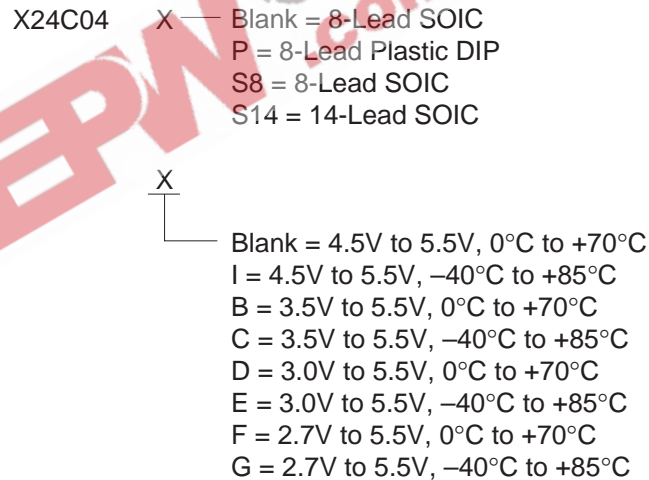 X24C04 X Blank = 8-Lead SOIC
P = 8-Lead Plastic DIP
S8 = 8-Lead SOIC
S14 = 14-Lead SOIC
X
Blank = 4.5V to 5.5V, 0°C to +70°C
I = 4.5V to 5.5V, –40°C to +85°C
B = 3.5V to 5.5V, 0°C to +70°C
C = 3.5V to 5.5V, –40°C to +85°C
D = 3.0V to 5.5V, 0°C to +70°C
E = 3.0V to 5.5V, –40°C to +85°C
F = 2.7V to 5.5V, 0°C to +70°C
G = 2.7V to 5.5V, –40°C to +85°C